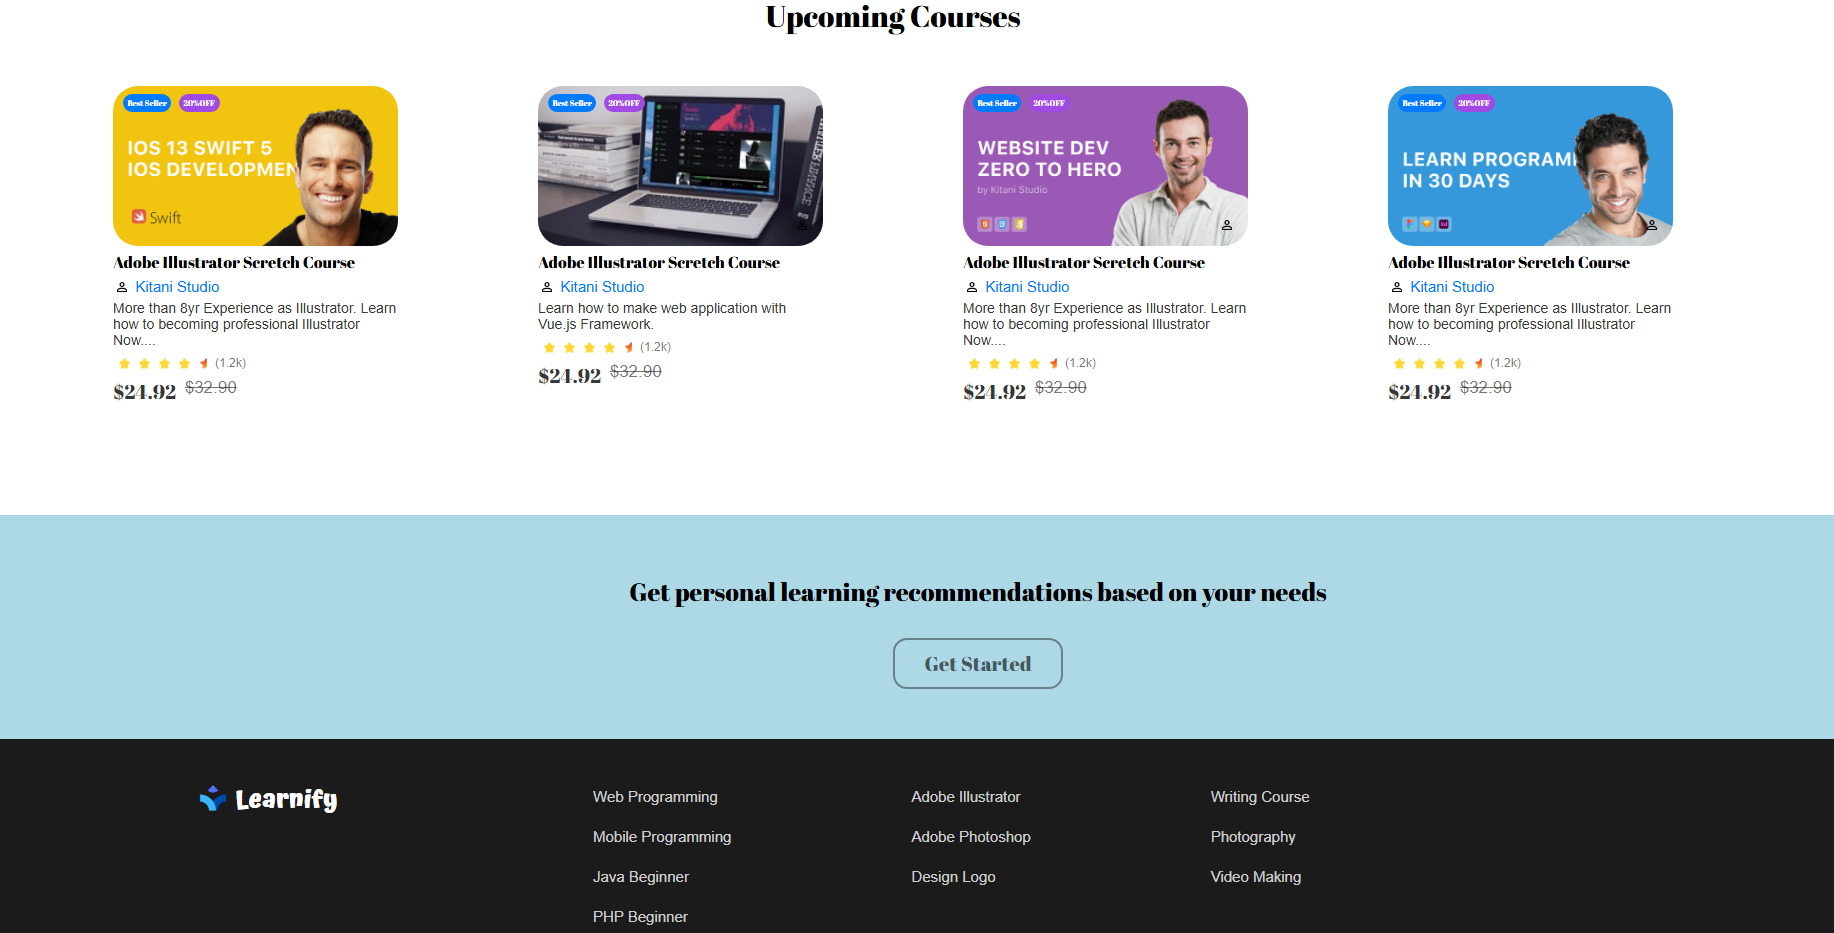 Upcoming Courses
Best Seller 20%OFF
IOS 13 SWIFT 5
IOS DEVELOPMEN
Swift
Adobe Illustrator Scretch Course
Kitani Studio
More than 8yr Experience as Illustrator. Learn
how to becoming professional Illustrator
Now....
(1.2k)
$24.92 $32.90
Best Seller 20%OFF
Adobe Illustrator Scretch Course
Kitani Studio
Learn how to make web application with
Vue.js Framework.
(1.2k)
$24.92 $32.90
Best Seller 20%OFF
WEBSITE DEV
ZERO TO HERO
by Kitani Studio
Adobe Illustrator Scretch Course
Kitani Studio
More than 8yr Experience as Illustrator. Learn
how to becoming professional Illustrator
Now....
(1.2k)
$24.92 $32.90
Best Seller 20%OFF
LEARN PROGRAMI
IN 30 DAYS
Adobe Illustrator Scretch Course
Kitani Studio
More than 8yr Experience as Illustrator. Learn
how to becoming professional Illustrator
Now....
(1.2k)
$24.92 $32.90
Get personal learning recommendations based on your needs
Get Started
Learnify
Web Programming
Mobile Programming
Java Beginner
PHP Beginner
Adobe Illustrator
Adobe Photoshop
Design Logo
Writing Course
Photography
Video Making